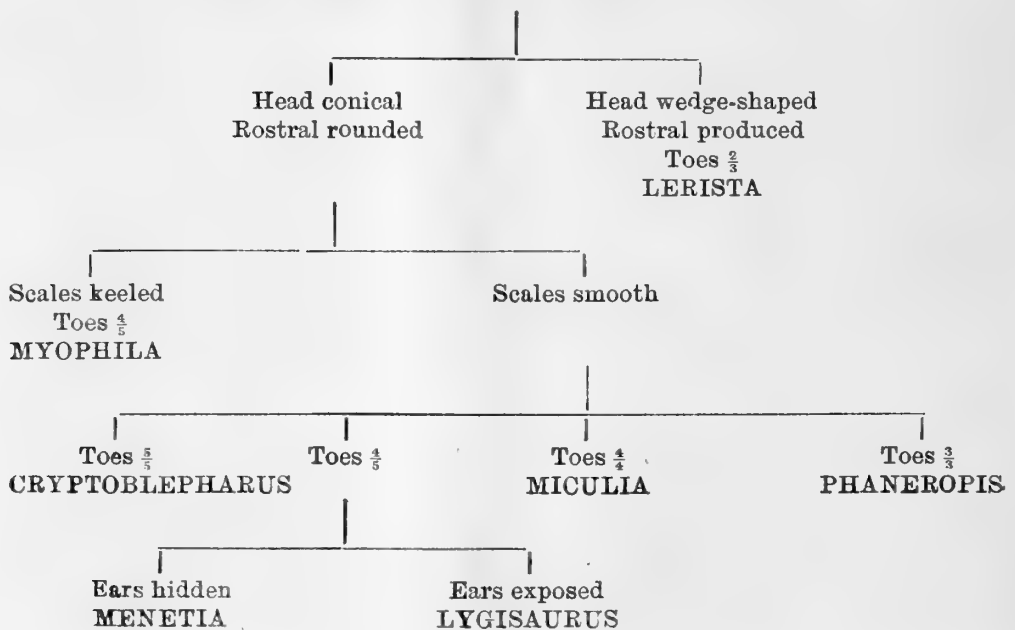 Head conical
Rostral rounded
Head wedge-shaped
Rostral produced
Toes 2/3
LERISTA
Scales keeled
Toes 4/5
MYOPHILA
Scales smooth
Toes 5/5
CRYPTOBLEPHARUS
Toes 4/5
Toes 4/4
MICULIA
Toes 3/3
PHANEROPIS
Ears hidden
MENETIA
Ears exposed
LYGISAURUS